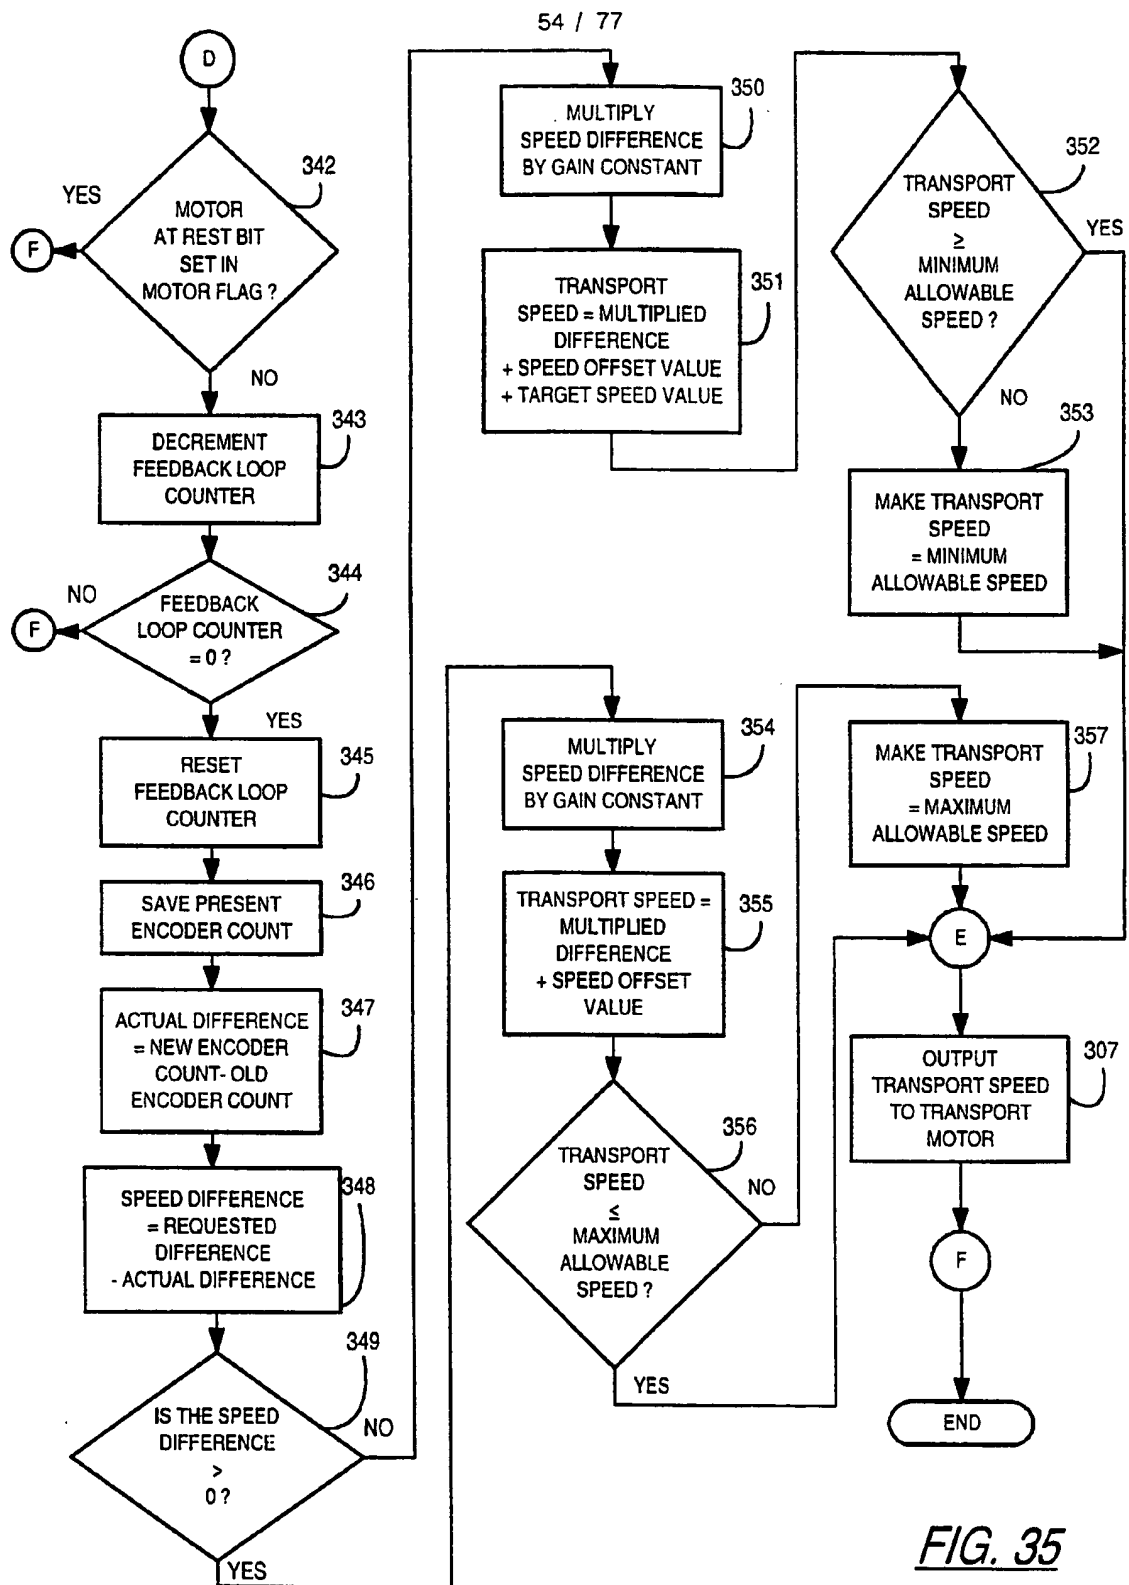 54 / 77
D
342
YES
MOTOR
AT REST BIT
SET IN
MOTOR FLAG ?
F
NO
343
DECREMENT
FEEDBACK LOOP
COUNTER
344
NO
FEEDBACK
LOOP COUNTER
= 0 ?
F
YES
345
RESET
FEEDBACK LOOP
COUNTER
346
SAVE PRESENT
ENCODER COUNT
347
ACTUAL DIFFERENCE
= NEW ENCODER
COUNT- OLD
ENCODER COUNT
348
SPEED DIFFERENCE
= REQUESTED
DIFFERENCE
- ACTUAL DIFFERENCE
349
IS THE SPEED
DIFFERENCE
>
0 ?
NO
YES
350
MULTIPLY
SPEED DIFFERENCE
BY GAIN CONSTANT
351
TRANSPORT
SPEED = MULTIPLIED
DIFFERENCE
+ SPEED OFFSET VALUE
+ TARGET SPEED VALUE
352
TRANSPORT
SPEED
≥
MINIMUM
ALLOWABLE
SPEED ?
YES
NO
353
MAKE TRANSPORT
SPEED
= MINIMUM
ALLOWABLE SPEED
354
MULTIPLY
SPEED DIFFERENCE
BY GAIN CONSTANT
355
TRANSPORT SPEED =
MULTIPLIED
DIFFERENCE
+ SPEED OFFSET
VALUE
356
TRANSPORT
SPEED
≤
MAXIMUM
ALLOWABLE
SPEED ?
NO
YES
357
MAKE TRANSPORT
SPEED
= MAXIMUM
ALLOWABLE SPEED
E
307
OUTPUT
TRANSPORT SPEED
TO TRANSPORT
MOTOR
F
END
FIG. 35